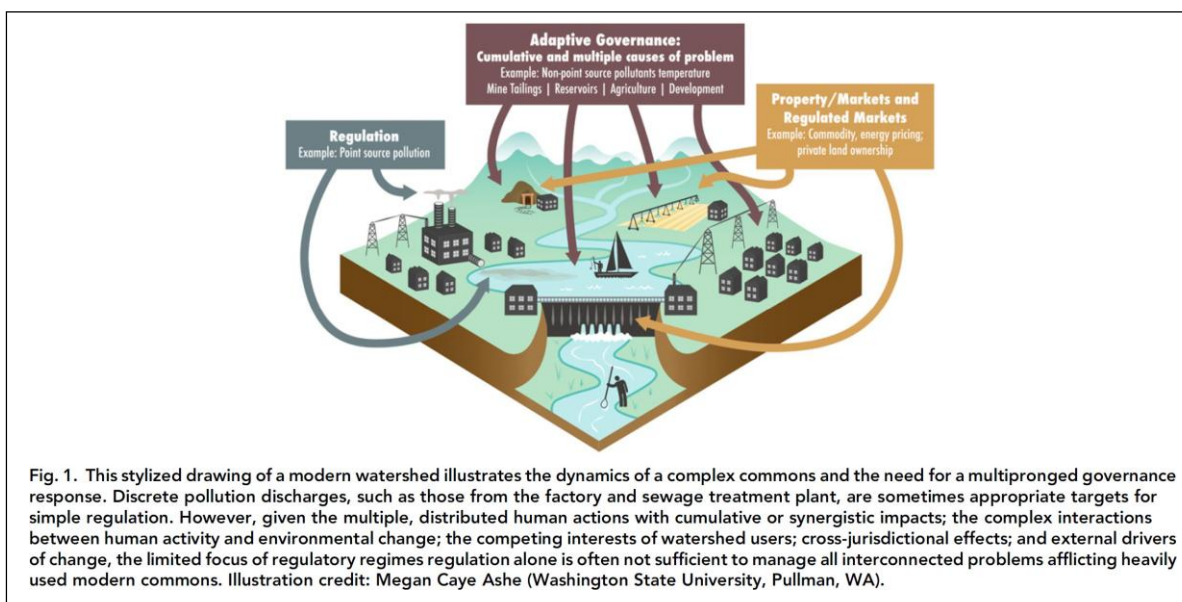 Adaptive Governance:
Cumulative and multiple causes of problem
Example: Non-point source pollutants temperature
Mine Tailings | Reservoirs | Agriculture | Development
Property/Markets and
Regulated Markets
Example: Commodity, energy pricing;
private land ownership
Regulation
Example: Point source pollution
Fig. 1. This stylized drawing of a modern watershed illustrates the dynamics of a complex commons and the need for a multipronged governance
response. Discrete pollution discharges, such as those from the factory and sewage treatment plant, are sometimes appropriate targets for
simple regulation. However, given the multiple, distributed human actions with cumulative or synergistic impacts; the complex interactions
between human activity and environmental change; the competing interests of watershed users; cross-jurisdictional effects; and external drivers
of change, the limited focus of regulatory regimes regulation alone is often not sufficient to manage all interconnected problems afflicting heavily
used modern commons. Illustration credit: Megan Caye Ashe (Washington State University, Pullman, WA).